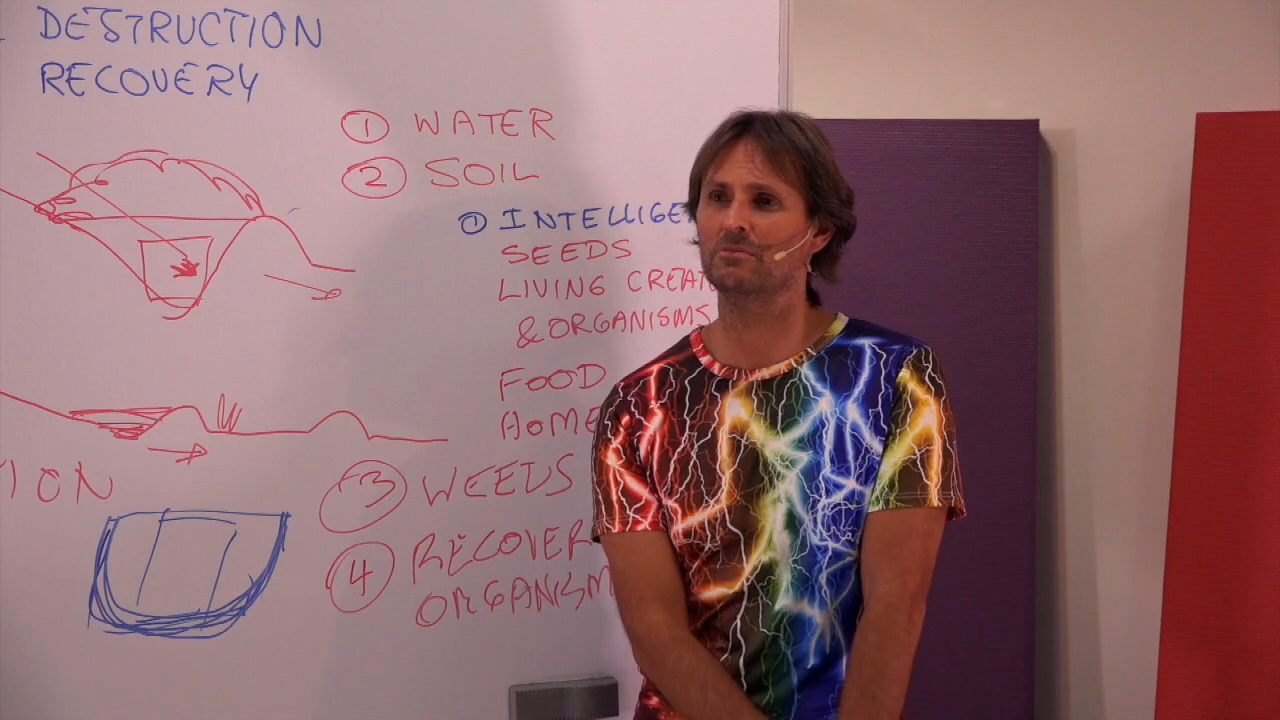 DESTRUCTION
RECOVERY
1 WATER
2 SOIL
1 INTELLIGE
SEEDS
LIVING CREAT
& ORGANISMS
FOOD
HOME
3 WEEDS
TION
4 RECOVER
ORGANISM